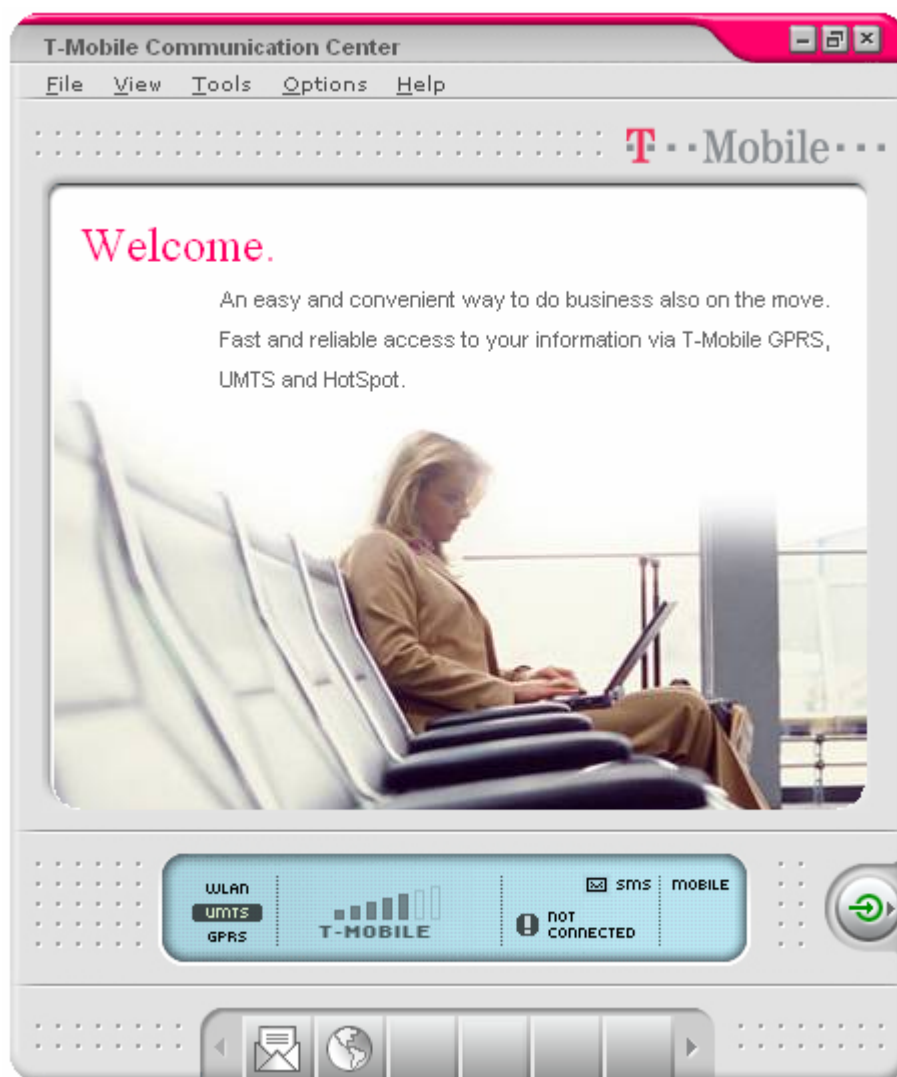 T-Mobile Communication Center
File View Tools Options Help
T··Mobile···
Welcome.
An easy and convenient way to do business also on the move.
Fast and reliable access to your information via T-Mobile GPRS,
UMTS and HotSpot.
WLAN
UMTS
GPRS
T-MOBILE
SMS
MOBILE
NOT
CONNECTED